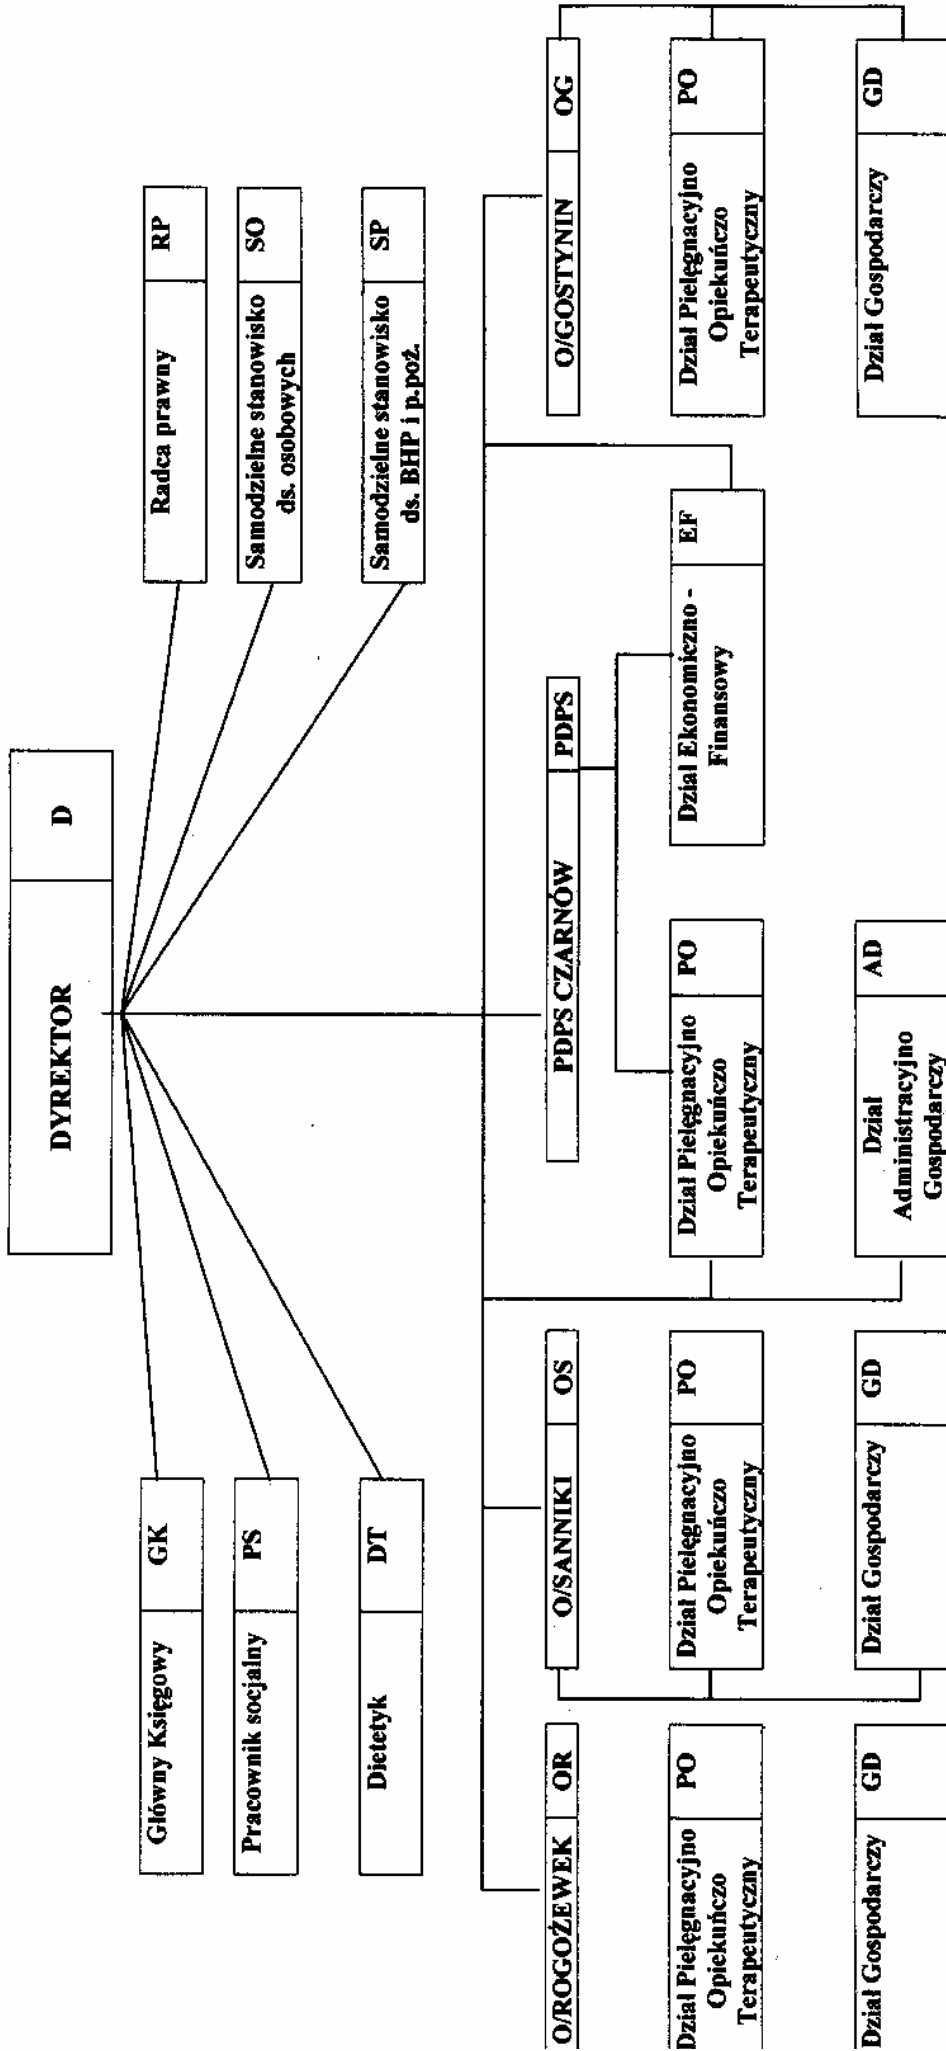 DYREKTOR D
Główny Księgowy GK
Radca prawny RP
Pracownik socjalny PS
Samodzielne stanowisko SO
ds. osobowych
Dietetyk DT
Samodzielne stanowisko SP
ds. BHP i p.poż.
O/ROGOŻEWEK OR
O/SANNIKI OS
PDPS CZARNÓW PDPS
O/GOSTYNIN OG
Dział Pielęgnacyjno PO
Opiekuńczo
Terapeutyczny
Dział Pielęgnacyjno PO
Opiekuńczo
Terapeutyczny
Dział Pielęgnacyjno PO
Opiekuńczo
Terapeutyczny
Dział Ekonomiczno - EF
Finansowy
Dział Pielęgnacyjno PO
Opiekuńczo
Terapeutyczny
Dział Gospodarczy GD
Dział Gospodarczy GD
Dział AD
Administracyjno
Gospodarczy
Dział Gospodarczy GD